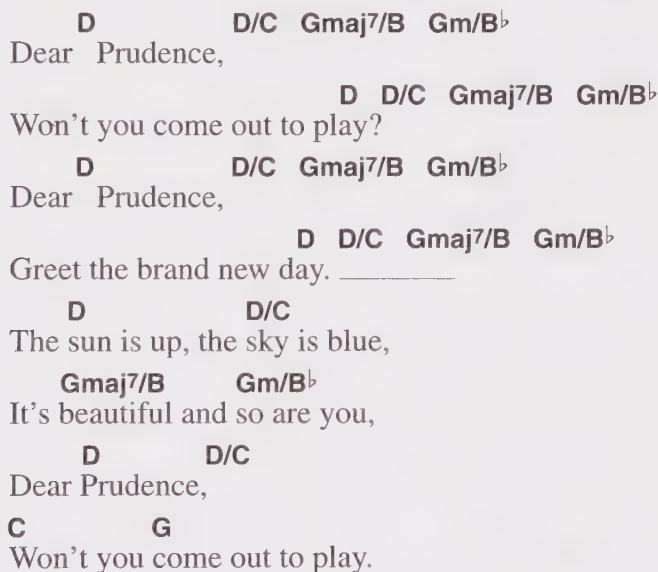 D D/C Gmaj7/B Gm/B♭
Dear Prudence,
D D/C Gmaj7/B Gm/B♭
Won't you come out to play?
D D/C Gmaj7/B Gm/B♭
Dear Prudence,
D D/C Gmaj7/B Gm/B♭
Greet the brand new day. ________
D D/C
The sun is up, the sky is blue,
Gmaj7/B Gm/B♭
It's beautiful and so are you,
D D/C
Dear Prudence,
C G
Won't you come out to play.